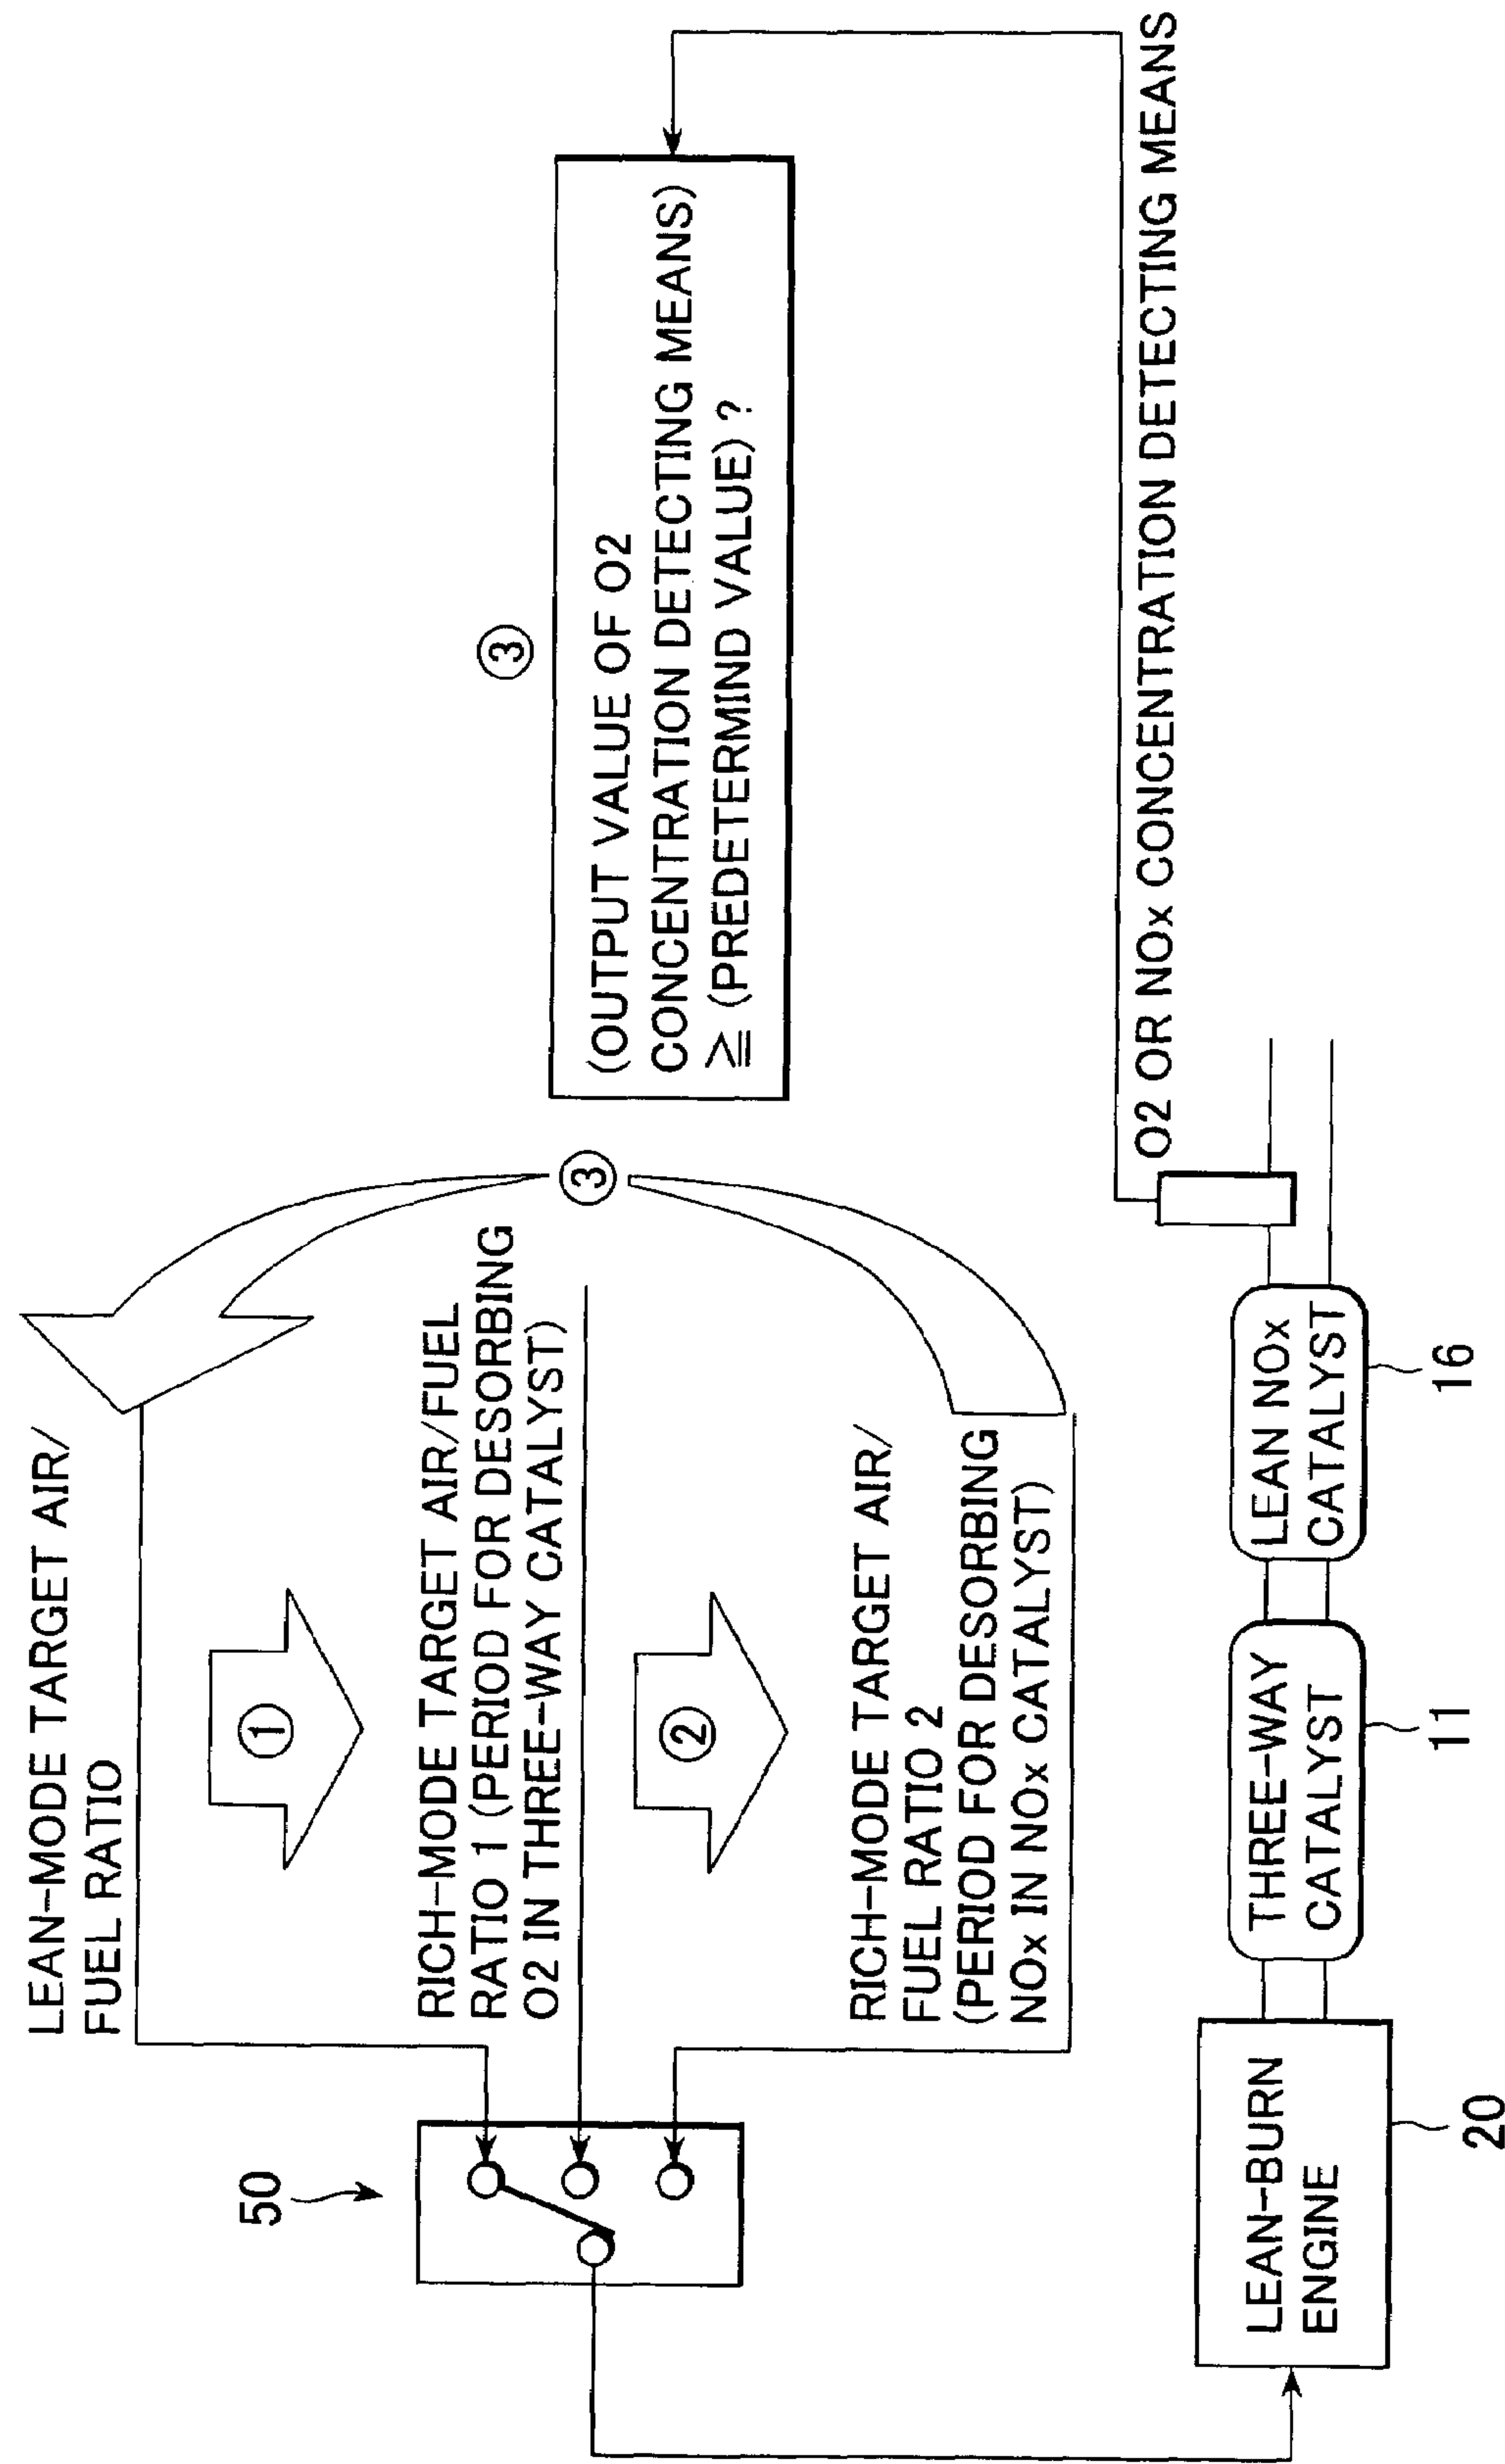 LEAN-MODE TARGET AIR/
FUEL RATIO
①
RICH-MODE TARGET AIR/FUEL
RATIO 1 (PERIOD FOR DESORBING
O2 IN THREE-WAY CATALYST)
②
RICH-MODE TARGET AIR/
FUEL RATIO 2
(PERIOD FOR DESORBING
NOx IN NOx CATALYST)
③
③
(OUTPUT VALUE OF O2
CONCENTRATION DETECTING MEANS)
≧ (PREDETERMIND VALUE) ?
50
O2 OR NOx CONCENTRATION DETECTING MEANS
LEAN-BURN
ENGINE
20
THREE-WAY
CATALYST
11
LEAN NOx
CATALYST
16